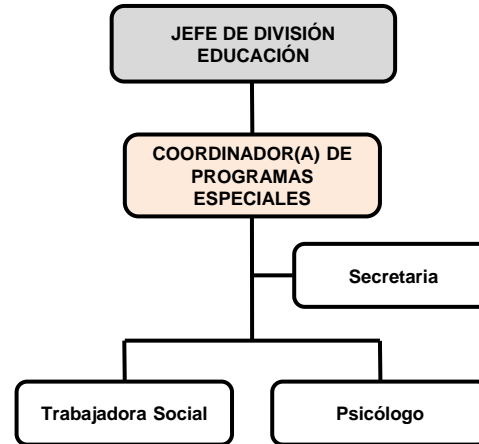 JEFE DE DIVISIÓN
EDUCACIÓN
COORDINADOR(A) DE
PROGRAMAS
ESPECIALES
Secretaria
Trabajadora Social
Psicólogo